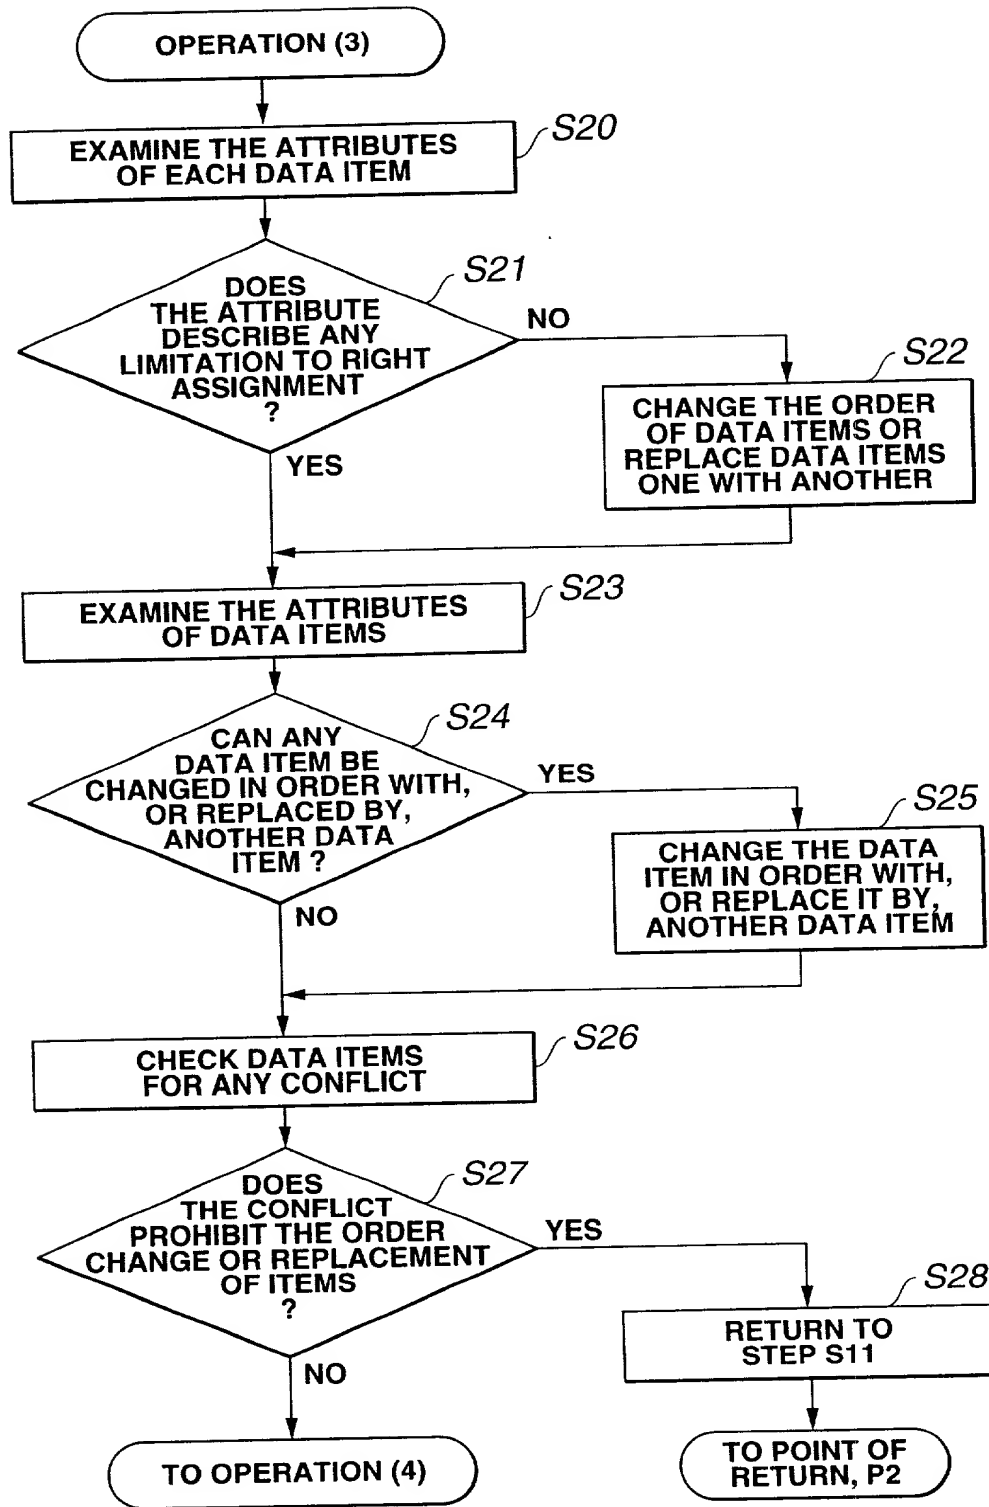 OPERATION (3)
S20
EXAMINE THE ATTRIBUTES
OF EACH DATA ITEM
S21
DOES
THE ATTRIBUTE
DESCRIBE ANY
LIMITATION TO RIGHT
ASSIGNMENT
?
NO
YES
S22
CHANGE THE ORDER
OF DATA ITEMS OR
REPLACE DATA ITEMS
ONE WITH ANOTHER
S23
EXAMINE THE ATTRIBUTES
OF DATA ITEMS
S24
CAN ANY
DATA ITEM BE
CHANGED IN ORDER WITH,
OR REPLACED BY,
ANOTHER DATA
ITEM ?
YES
NO
S25
CHANGE THE DATA
ITEM IN ORDER WITH,
OR REPLACE IT BY,
ANOTHER DATA ITEM
S26
CHECK DATA ITEMS
FOR ANY CONFLICT
S27
DOES
THE CONFLICT
PROHIBIT THE ORDER
CHANGE OR REPLACEMENT
OF ITEMS
?
YES
NO
S28
RETURN TO
STEP S11
TO OPERATION (4)
TO POINT OF
RETURN, P2